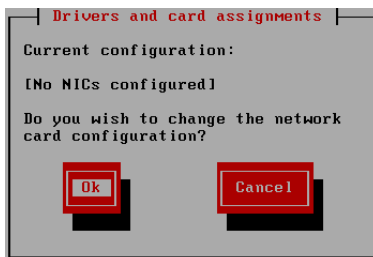 Drivers and card assignments
Current configuration:
[No NICs configured]
Do you wish to change the network
card configuration?
Ok
Cancel